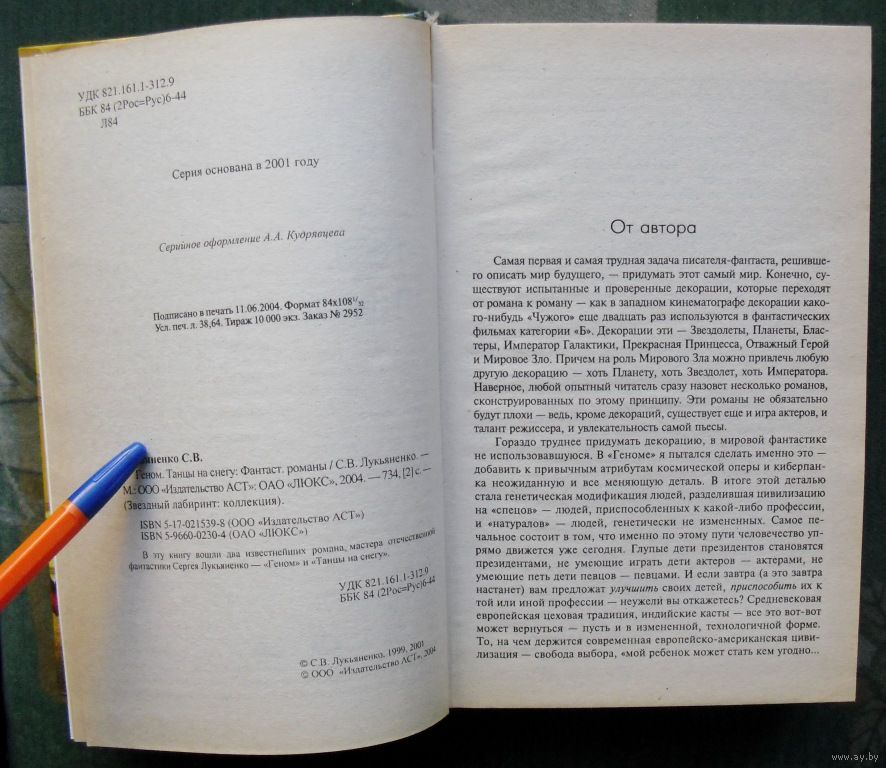 УДК 821.161.1-312.9
ББК 84 (2Рос=Рус)6-44
Л84
Серия основана в 2001 году
Серийное оформление А.А. Кудрявцева
Подписано в печать 11.06.2004. Формат 84x108 1/32
Усл. печ. л. 38,64. Тираж 10 000 экз. Заказ № 2952
С.В.
Геном. Танцы на снегу: Фантаст. романы / С.В. Лукьяненко. —
М.: ООО «Издательство АСТ»: ОАО «ЛЮКС», 2004. — 734, [2] с. —
(Звездный лабиринт: коллекция).
ISBN 5-17-021539-8 (ООО «Издательство АСТ»)
ISBN 5-9660-0230-4 (ОАО «ЛЮКС»)
В эту книгу вошли два известнейших романа, мастера отечественной
фантастики Сергея Лукьяненко — «Геном» и «Танцы на снегу».
УДК 821.161.1-312.9
ББК 84 (2Рос=Рус)6-44
© С.В. Лукьяненко, 1999, 2001
© ООО «Издательство АСТ», 2004
От автора
Самая первая и самая трудная задача писателя-фантаста, решивше-
го описать мир будущего, — придумать этот самый мир. Конечно, су-
ществуют испытанные и проверенные декорации, которые переходят
от романа к роману — как в западном кинематографе декорации како-
го-нибудь «Чужого» еще двадцать раз используются в фантастических
фильмах категории «Б». Декорации эти — Звездолеты, Планеты,Блас-
теры, Император Галактики, Прекрасная Принцесса, Отважный Герой
и Мировое Зло. Причем на роль Мирового Зла можно привлечь любую
другую декорацию — хоть Планету, хоть Звездолет, хоть Императора.
Наверное, любой опытный читатель сразу назовет несколько романов,
сконструированных по этому принципу. Эти романы не обязательно
будут плохи — ведь, кроме декораций, существует еще и игра актеров, и
талант режиссера, и увлекательность самой пьесы.
Гораздо труднее придумать декорацию, в мировой фантастике
не использовавшуюся. В «Геноме» я пытался сделать именно это —
добавить к привычным атрибутам космической оперы и киберпан-
ка неожиданную и все меняющую деталь. В итоге этой деталью
стала генетическая модификация людей, разделившая цивилизацию
на «спецов» — людей, приспособленных к какой-либо профессии,
и «натуралов» — людей, генетически не измененных. Самое пе-
чальное состоит в том, что именно по этому пути человечество уп-
рямо движется уже сегодня. Глупые дети президентов становятся
президентами, не умеющие играть дети актеров — актерами, не
умеющие петь дети певцов — певцами. И если завтра (а это завтра
настанет) вам предложат улучшить своих детей, приспособить их к
той или иной профессии — неужели вы откажетесь? Средневековая
европейская цеховая традиция, индийские касты — все это вот-вот
может вернуться — пусть и в измененной, технологичной форме.
То, на чем держится современная европейско-американская циви-
лизация — свобода выбора, «мой ребенок может стать кем угодно...
www.ay.by